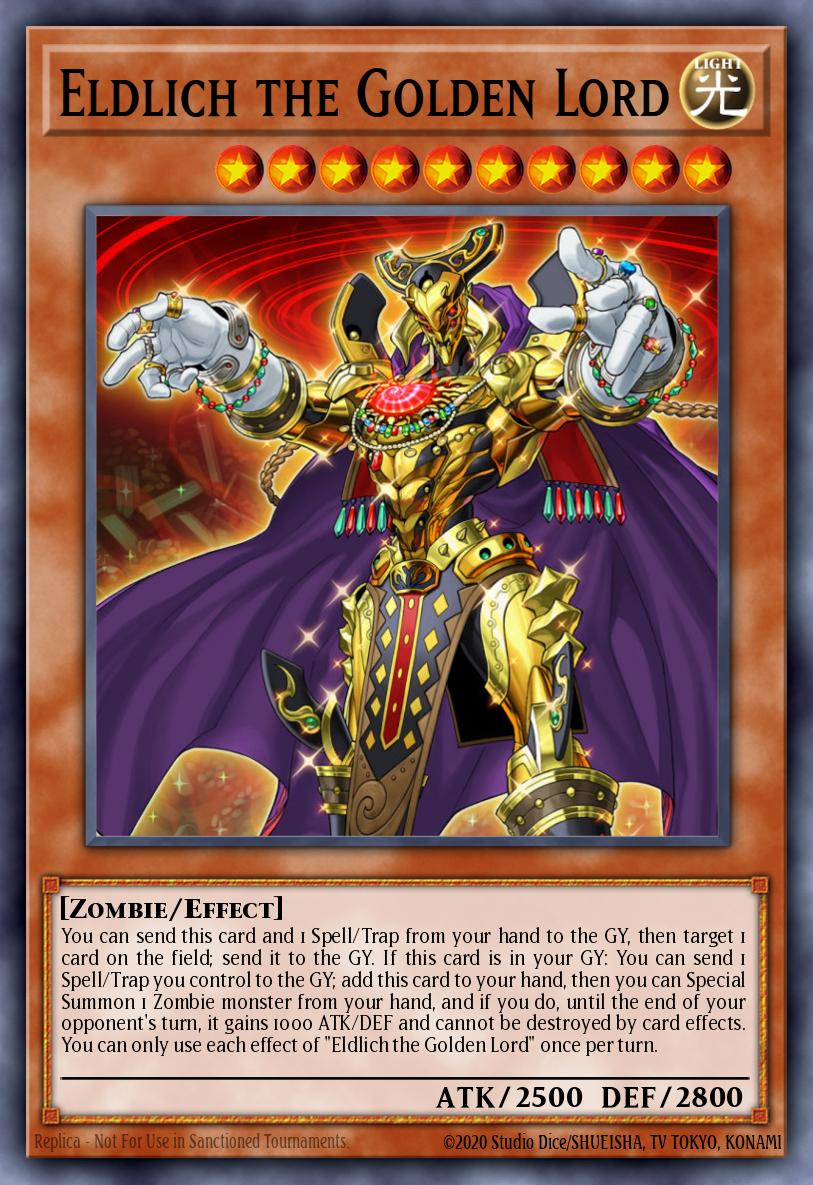 Eldlich the Golden Lord
LIGHT
光
[Zombie/Effect]
You can send this card and 1 Spell/Trap from your hand to the GY, then target 1
card on the field; send it to the GY. If this card is in your GY: You can send 1
Spell/Trap you control to the GY; add this card to your hand, then you can Special
Summon 1 Zombie monster from your hand, and if you do, until the end of your
opponent's turn, it gains 1000 ATK/DEF and cannot be destroyed by card effects.
You can only use each effect of "Eldlich the Golden Lord" once per turn.
ATK/2500 DEF/2800
Replica - Not For Use in Sanctioned Tournaments.
©2020 Studio Dice/SHUEISHA, TV TOKYO, KONAMI